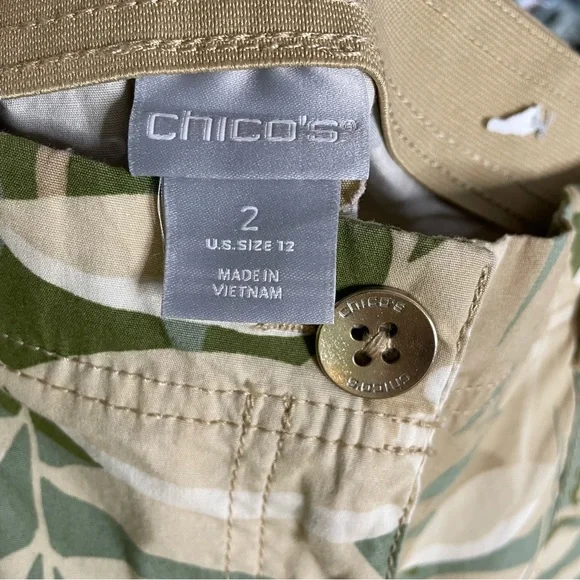 chico's®
2
U.S. SIZE 12
MADE IN
VIETNAM
chico's
chico's